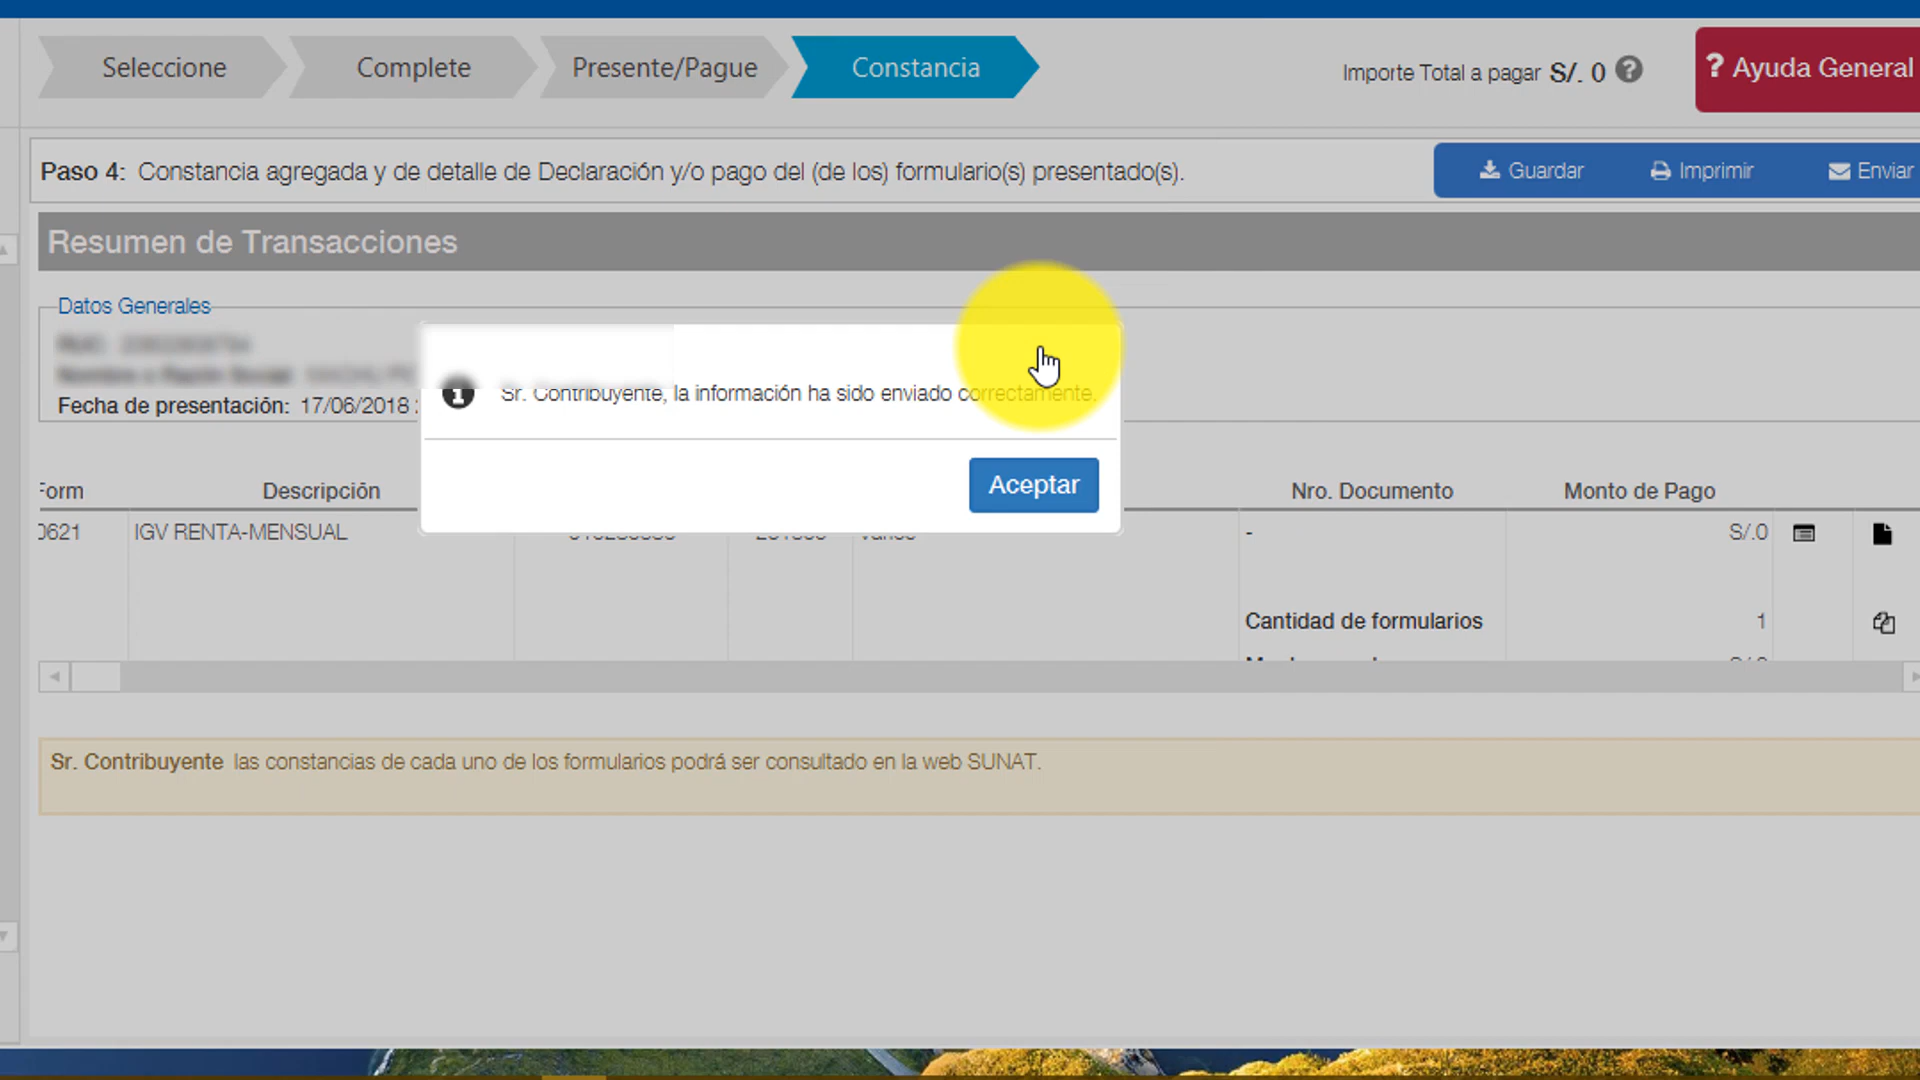 Seleccione
Complete
Presente/Pague
Constancia
Importe Total a pagar S/. 0
? Ayuda General
Paso 4: Constancia agregada y de detalle de Declaración y/o pago del (de los) formulario(s) presentado(s).
Guardar
Imprimir
Enviar
Resumen de Transacciones
Datos Generales
Fecha de presentación: 17/06/2018
Sr. Contribuyente, la información ha sido enviado correctamente.
Aceptar
Form
Descripción
Nro. Documento
Monto de Pago
0621
IGV RENTA-MENSUAL
-
S/.0
Cantidad de formularios
1
Sr. Contribuyente las constancias de cada uno de los formularios podrá ser consultado en la web SUNAT.